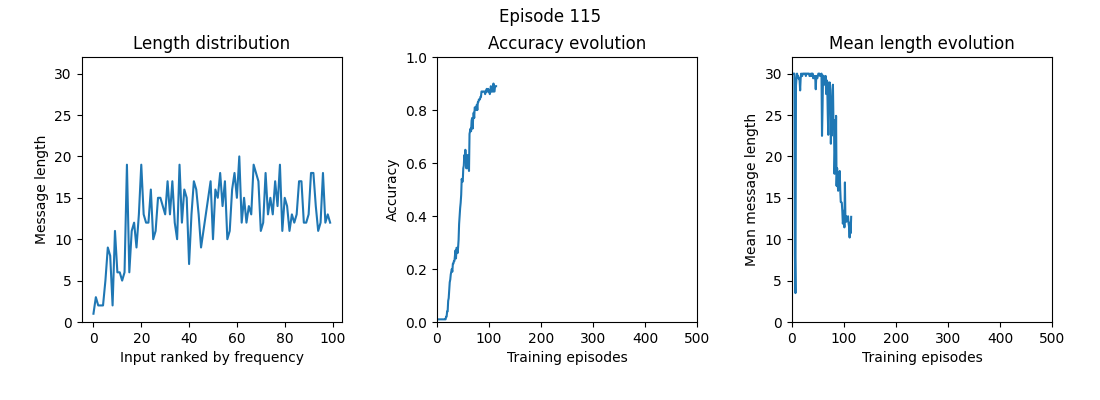 Episode 115
Length distribution
30
25
20
15
10
5
0
Message length
0 20 40 60 80 100
Input ranked by frequency
Accuracy evolution
1.0
0.8
0.6
0.4
0.2
0.0
Accuracy
0 100 200 300 400 500
Training episodes
Mean length evolution
30
25
20
15
10
5
0
Mean message length
0 100 200 300 400 500
Training episodes